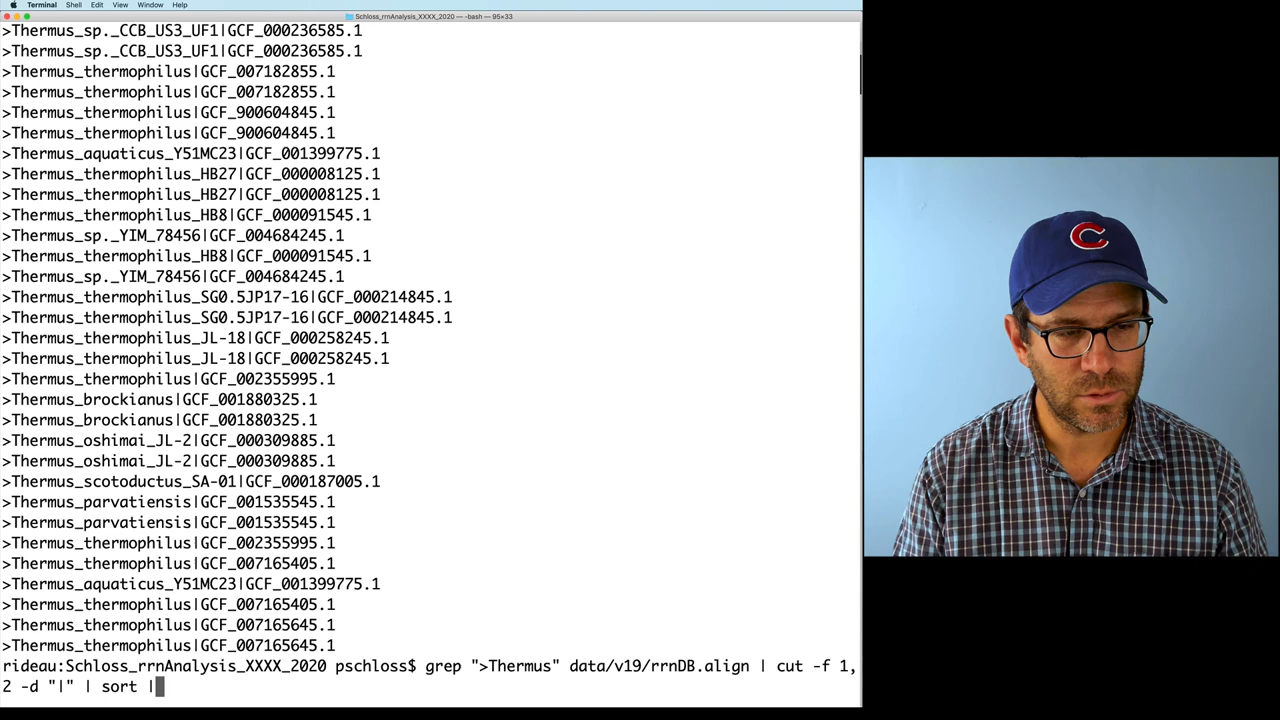 Terminal Shell Edit View Window Help
Schloss_rrnAnalysis_XXXX_2020 — -bash — 95×33
>Thermus_sp._CCB_US3_UF1|GCF_000236585.1
>Thermus_sp._CCB_US3_UF1|GCF_000236585.1
>Thermus_thermophilus|GCF_007182855.1
>Thermus_thermophilus|GCF_007182855.1
>Thermus_thermophilus|GCF_900604845.1
>Thermus_thermophilus|GCF_900604845.1
>Thermus_aquaticus_Y51MC23|GCF_001399775.1
>Thermus_thermophilus_HB27|GCF_000008125.1
>Thermus_thermophilus_HB27|GCF_000008125.1
>Thermus_thermophilus_HB8|GCF_000091545.1
>Thermus_sp._YIM_78456|GCF_004684245.1
>Thermus_thermophilus_HB8|GCF_000091545.1
>Thermus_sp._YIM_78456|GCF_004684245.1
>Thermus_thermophilus_SG0.5JP17-16|GCF_000214845.1
>Thermus_thermophilus_SG0.5JP17-16|GCF_000214845.1
>Thermus_thermophilus_JL-18|GCF_000258245.1
>Thermus_thermophilus_JL-18|GCF_000258245.1
>Thermus_thermophilus|GCF_002355995.1
>Thermus_brockianus|GCF_001880325.1
>Thermus_brockianus|GCF_001880325.1
>Thermus_oshimai_JL-2|GCF_000309885.1
>Thermus_oshimai_JL-2|GCF_000309885.1
>Thermus_scotoductus_SA-01|GCF_000187005.1
>Thermus_parvatiensis|GCF_001535545.1
>Thermus_parvatiensis|GCF_001535545.1
>Thermus_thermophilus|GCF_002355995.1
>Thermus_thermophilus|GCF_007165405.1
>Thermus_aquaticus_Y51MC23|GCF_001399775.1
>Thermus_thermophilus|GCF_007165405.1
>Thermus_thermophilus|GCF_007165645.1
>Thermus_thermophilus|GCF_007165645.1
rideau:Schloss_rrnAnalysis_XXXX_2020 pschloss$ grep ">Thermus" data/v19/rrnDB.align | cut -f 1,
2 -d "|" | sort |
C